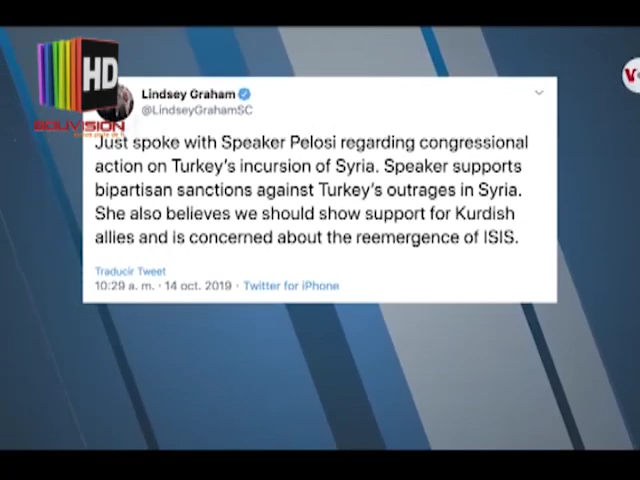 HD
BOLIVISION
Lindsey Graham
@LindseyGrahamSC
Just spoke with Speaker Pelosi regarding congressional
action on Turkey's incursion of Syria. Speaker supports
bipartisan sanctions against Turkey's outrages in Syria.
She also believes we should show support for Kurdish
allies and is concerned about the reemergence of ISIS.
Traducir Tweet
10:29 a. m. · 14 oct. 2019 · Twitter for iPhone